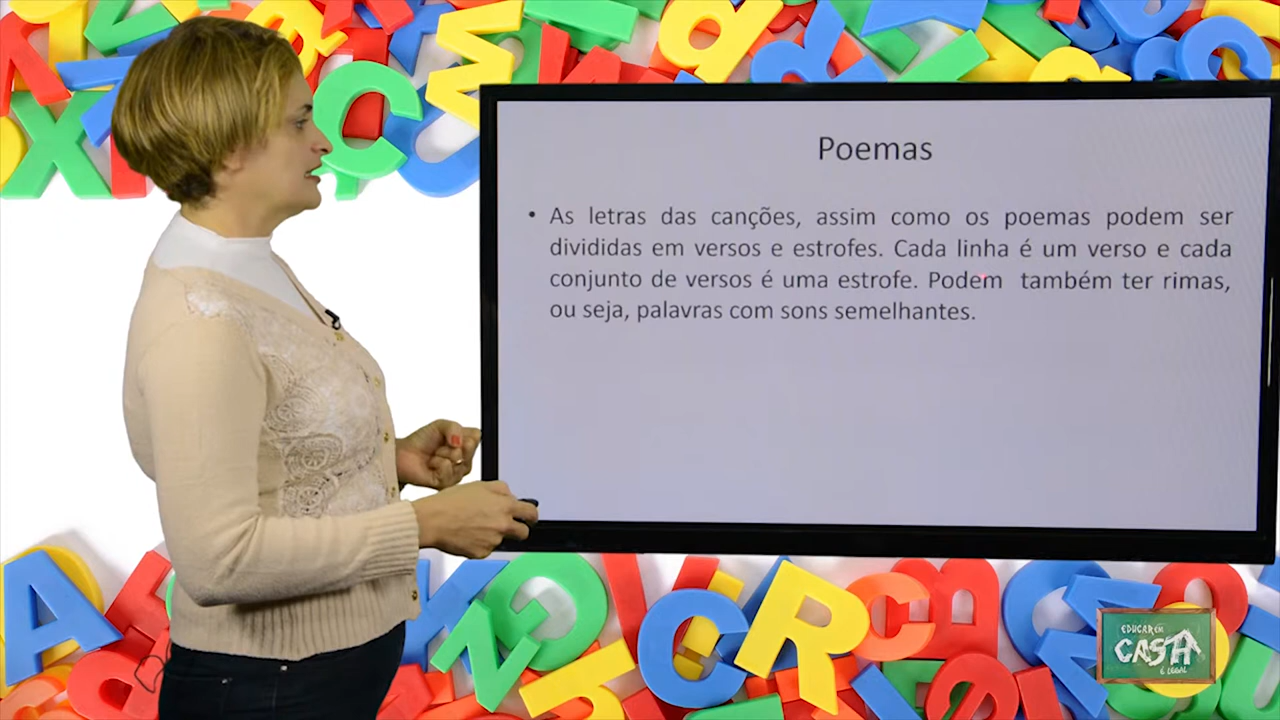 Poemas
• As letras das canções, assim como os poemas podem ser
divididas em versos e estrofes. Cada linha é um verso e cada
conjunto de versos é uma estrofe. Podem também ter rimas,
ou seja, palavras com sons semelhantes.
EDUCAR EM
CASA
É LEGAL